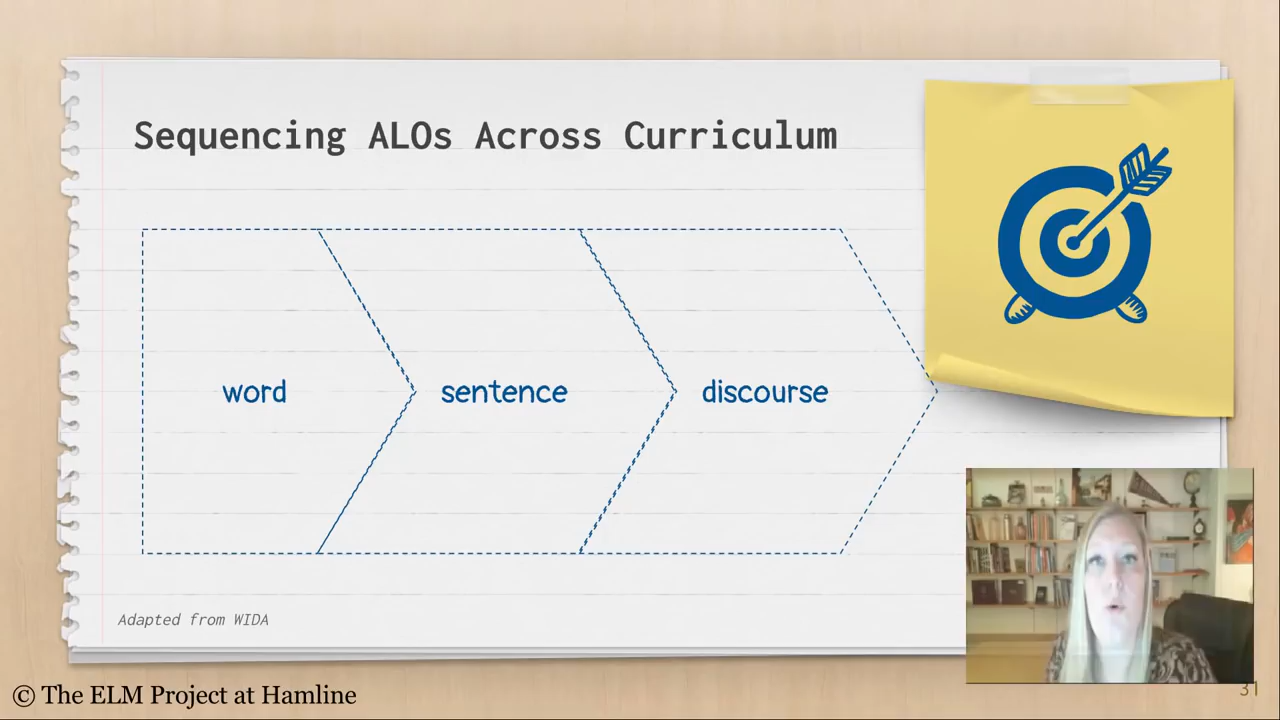 Sequencing ALOs Across Curriculum
word
sentence
discourse
Adapted from WIDA
© The ELM Project at Hamline
31